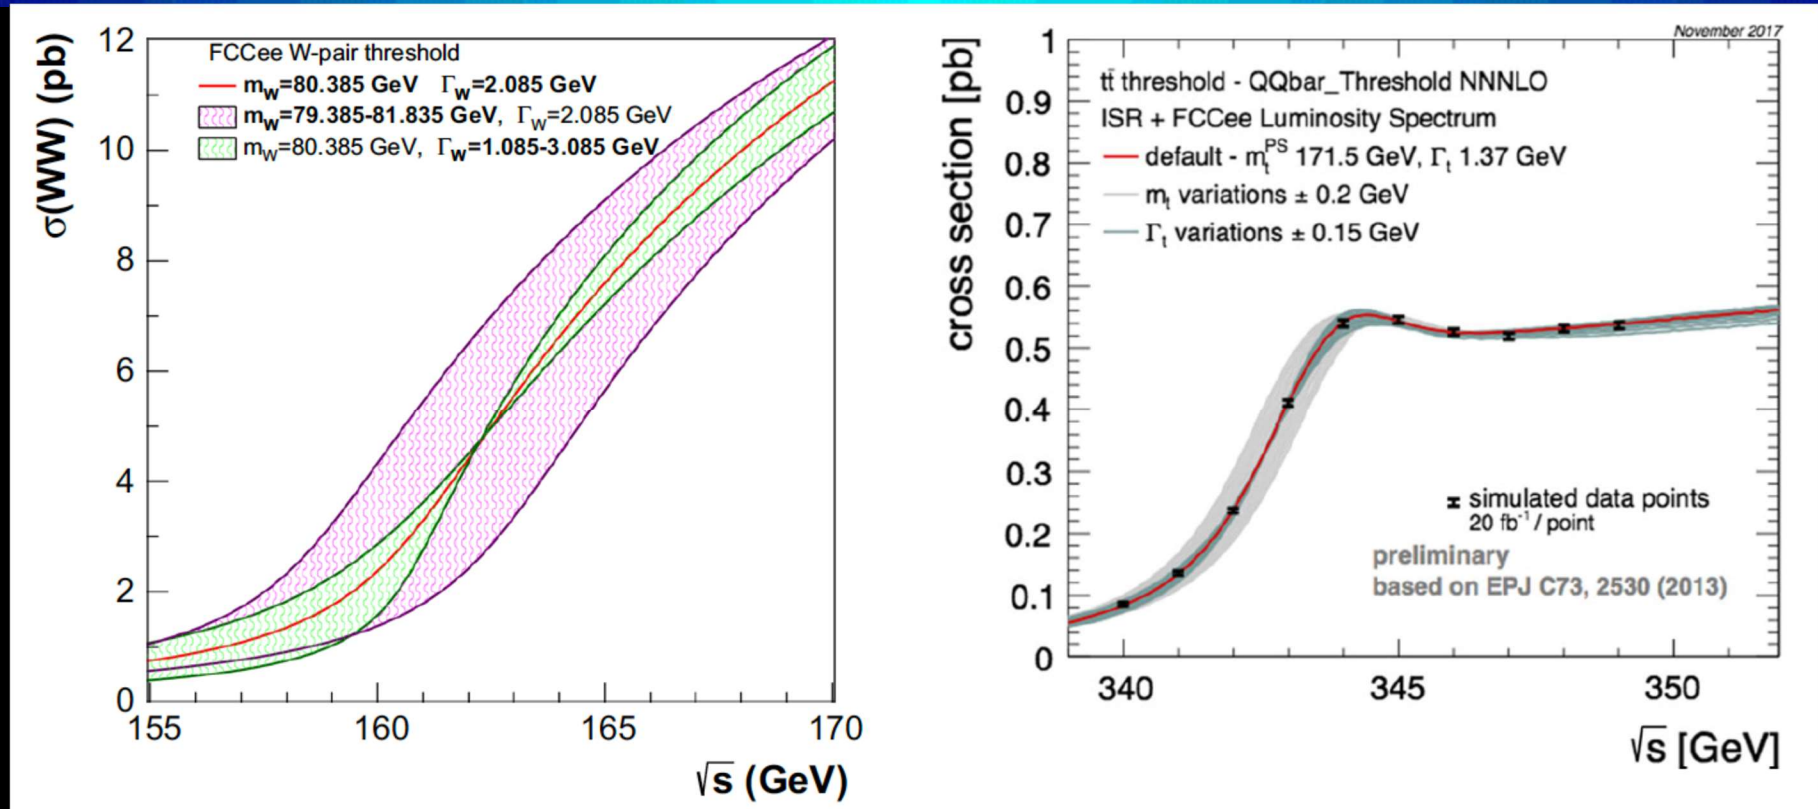 FCCee W-pair threshold
m_W=80.385 GeV Γ_W=2.085 GeV
m_W=79.385-81.835 GeV, Γ_W=2.085 GeV
m_W=80.385 GeV, Γ_W=1.085-3.085 GeV
σ(WW) (pb)
12
10
8
6
4
2
0
155 160 165 170
√s (GeV)
November 2017
tt̄ threshold - QQbar_Threshold NNNLO
ISR + FCCee Luminosity Spectrum
default - m_t^PS 171.5 GeV, Γ_t 1.37 GeV
m_t variations ± 0.2 GeV
Γ_t variations ± 0.15 GeV
cross section [pb]
1
0.9
0.8
0.7
0.6
0.5
0.4
0.3
0.2
0.1
0
simulated data points
20 fb⁻¹ / point
preliminary
based on EPJ C73, 2530 (2013)
340 345 350
√s [GeV]